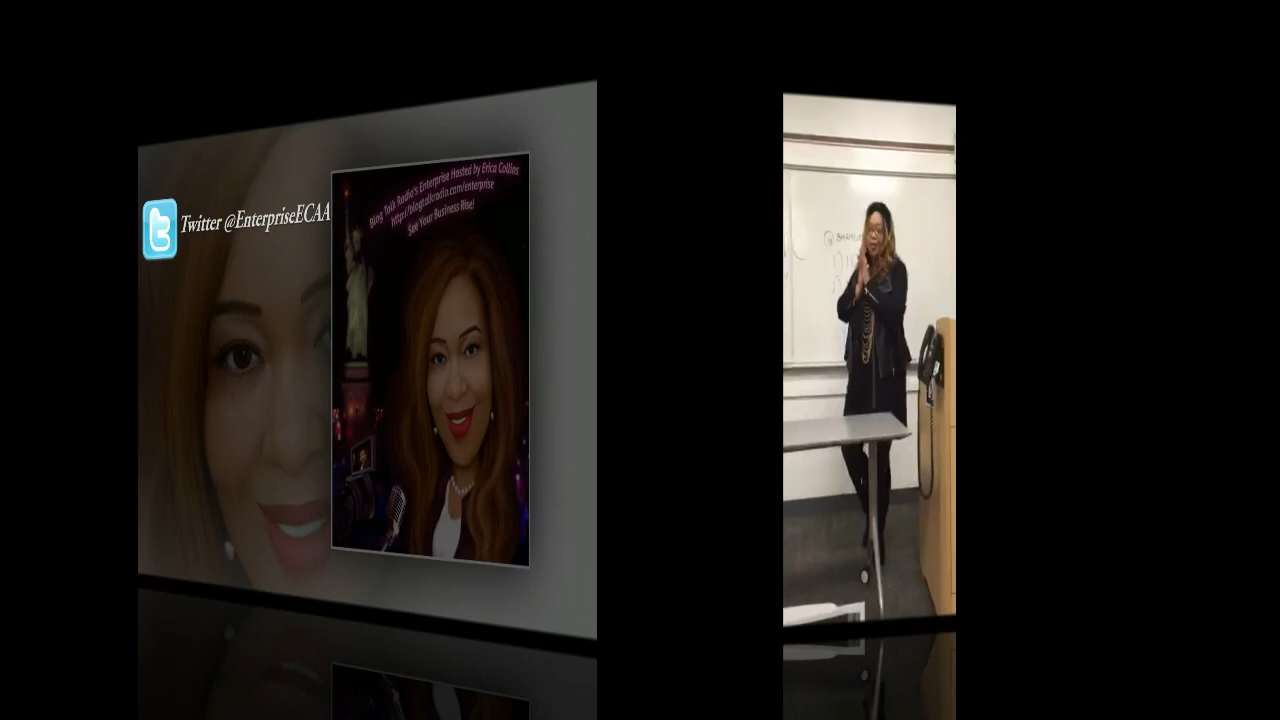 Twitter @EnterpriseECAA
Blog Talk Radio's Enterprise Hosted by Erica Collins
http://blogtalkradio.com/enterprise
See Your Business Rise!